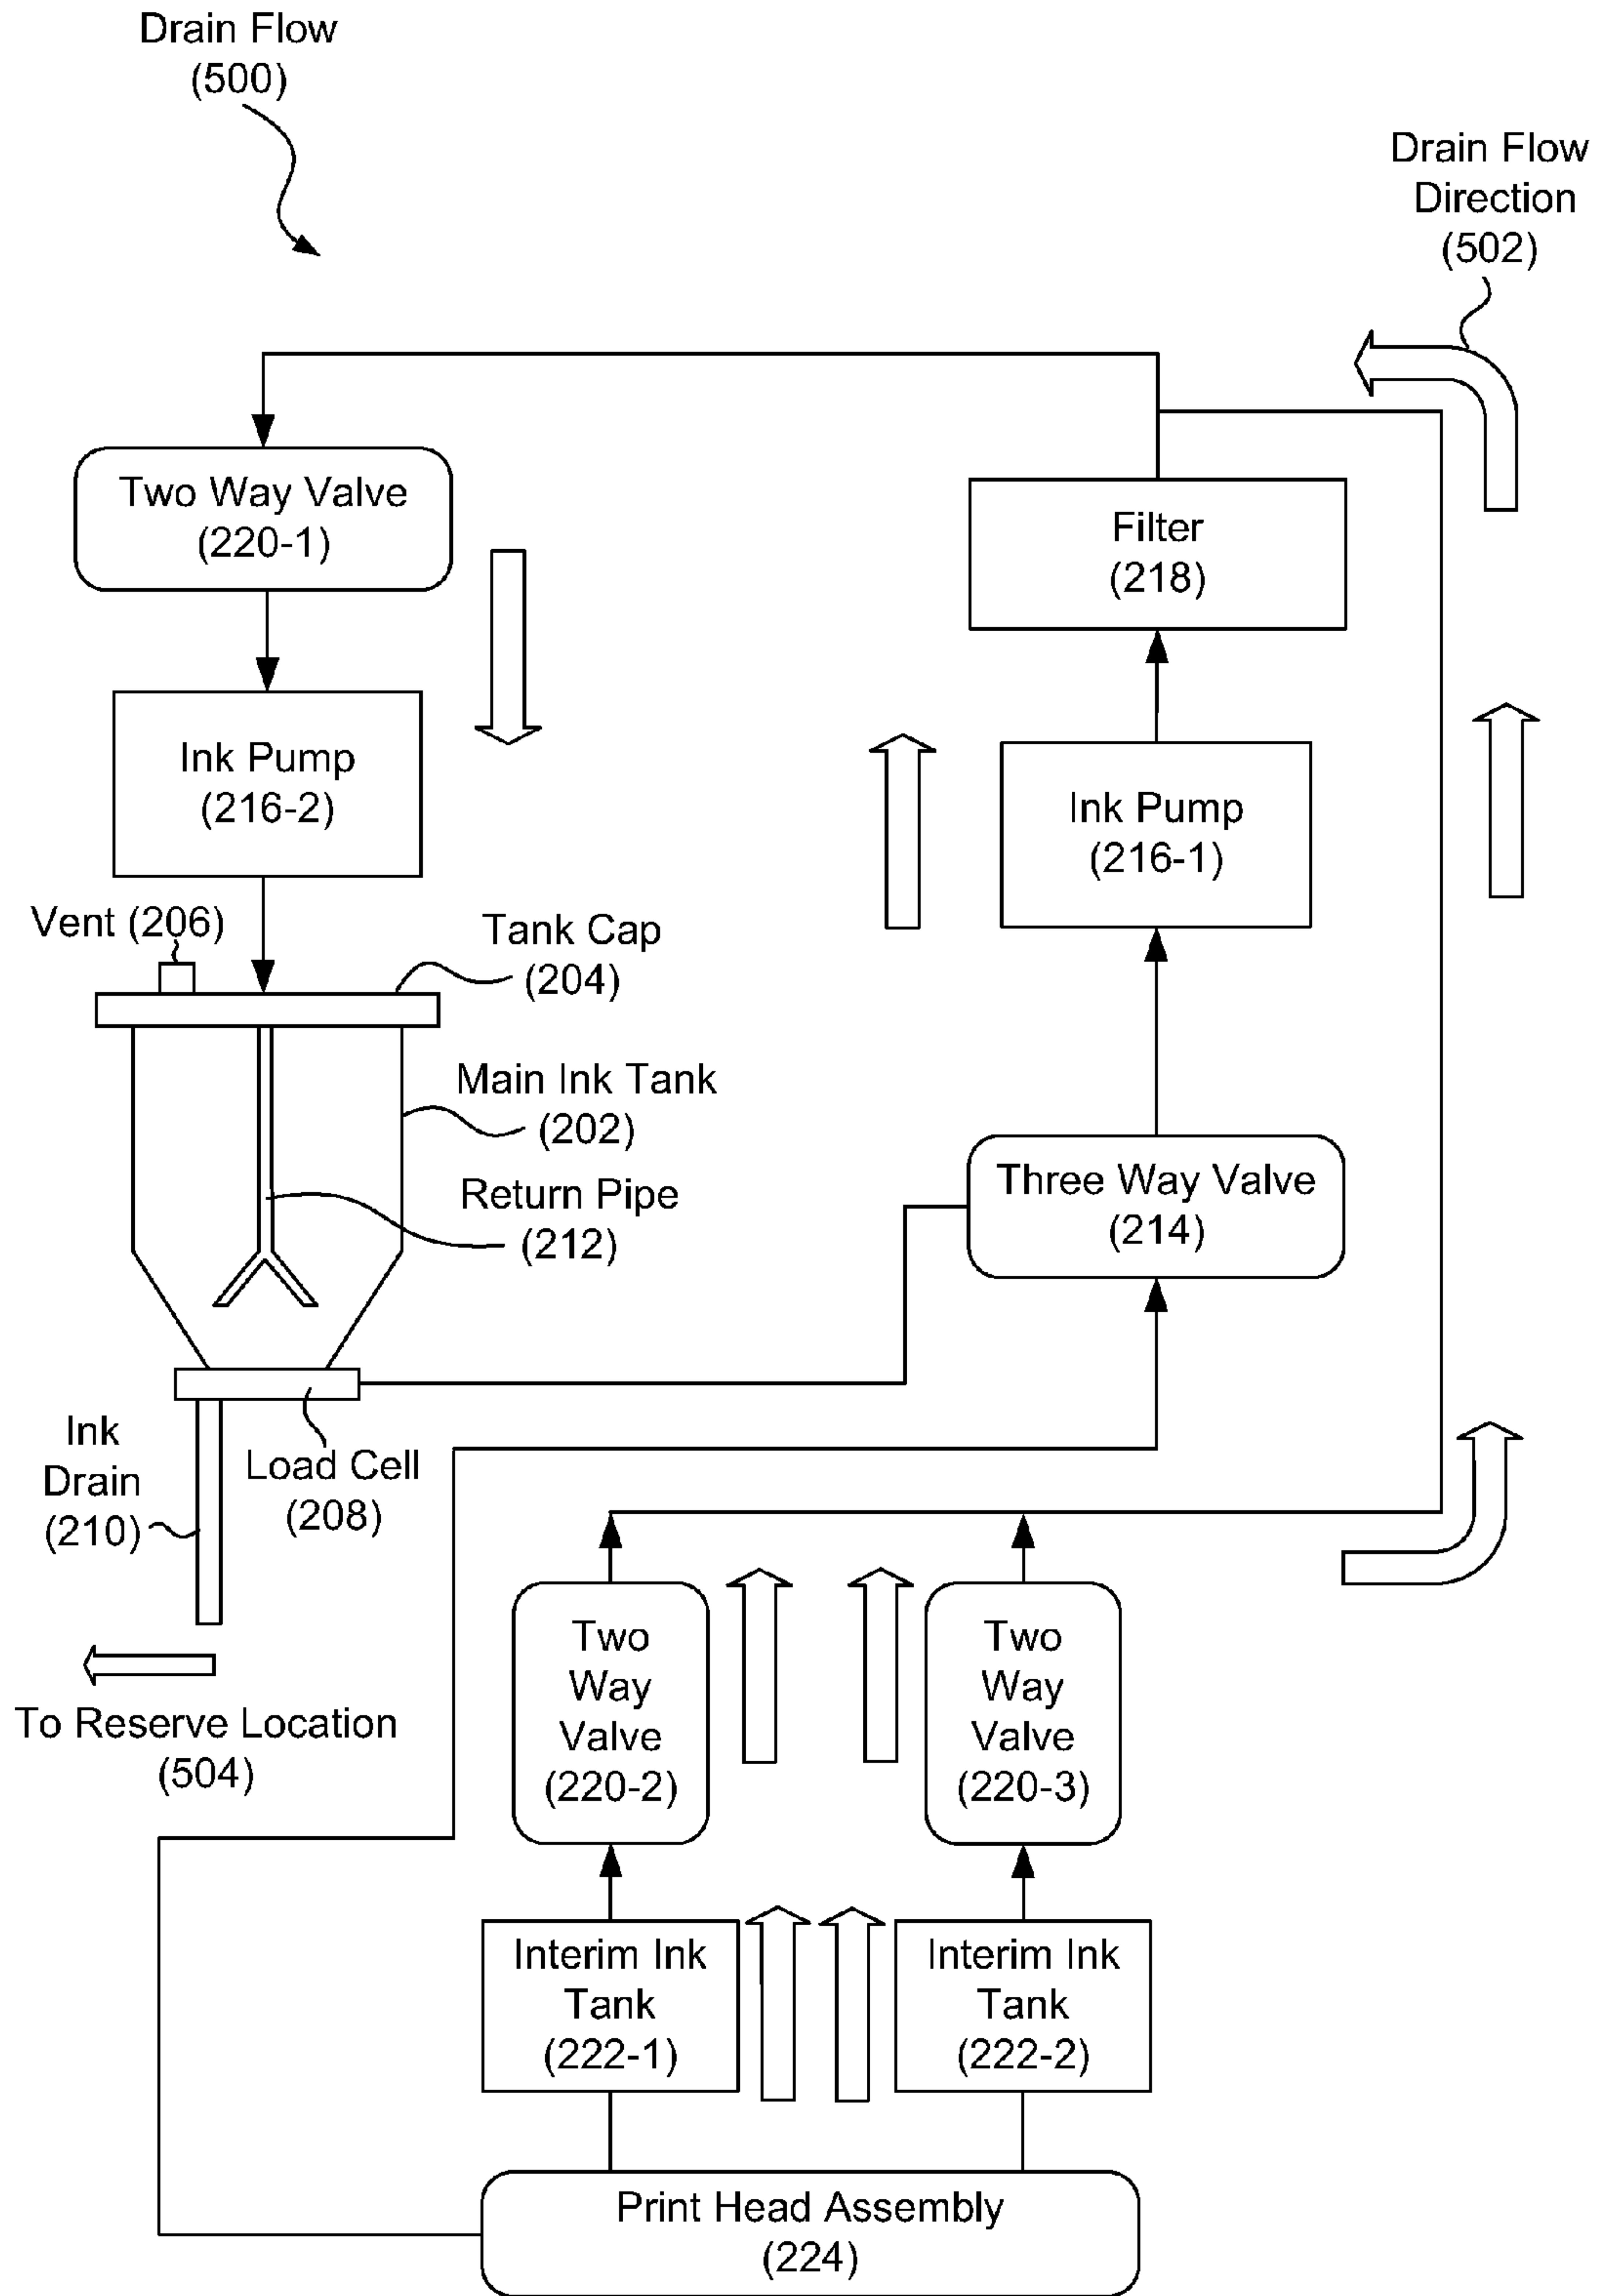 Drain Flow
(500)
Drain Flow
Direction
(502)
Two Way Valve
(220-1)
Filter
(218)
Ink Pump
(216-2)
Ink Pump
(216-1)
Vent (206)
Tank Cap
(204)
Main Ink Tank
(202)
Return Pipe
(212)
Three Way Valve
(214)
Ink
Drain
(210)
Load Cell
(208)
To Reserve Location
(504)
Two
Way
Valve
(220-2)
Two
Way
Valve
(220-3)
Interim Ink
Tank
(222-1)
Interim Ink
Tank
(222-2)
Print Head Assembly
(224)